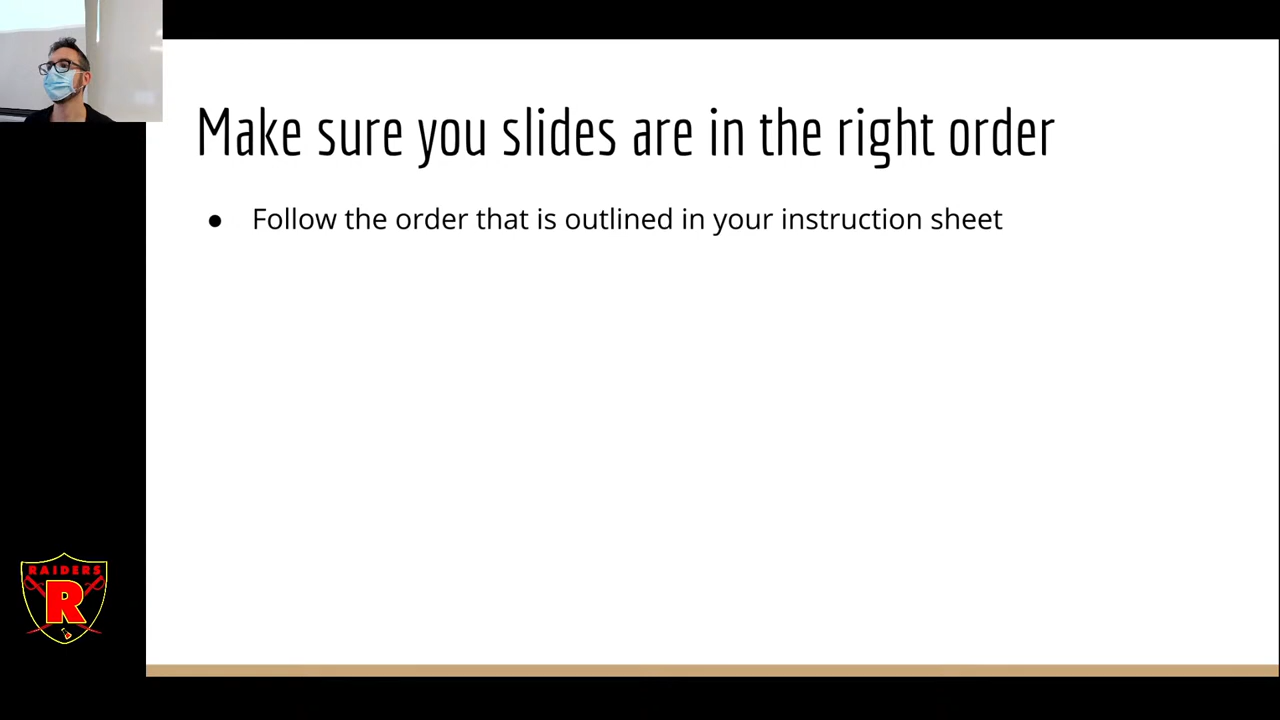 Make sure you slides are in the right order
● Follow the order that is outlined in your instruction sheet
RAIDERS
R